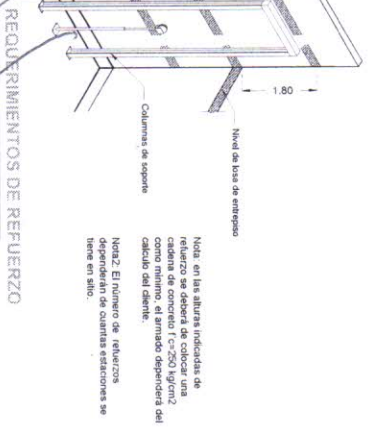 1.80
Nivel de losa de entrepiso
Columnas de soporte
Nota: en las alturas indicadas de
refuerzo se deberá de colocar una
cadena de concreto f'c=250 kg/cm2
como mínimo, el armado dependerá del
calculo del cliente.
Nota2: El número de refuerzos
dependerán de cuantas estaciones se
tiene en sitio.
REQUERIMIENTOS DE REFUERZO